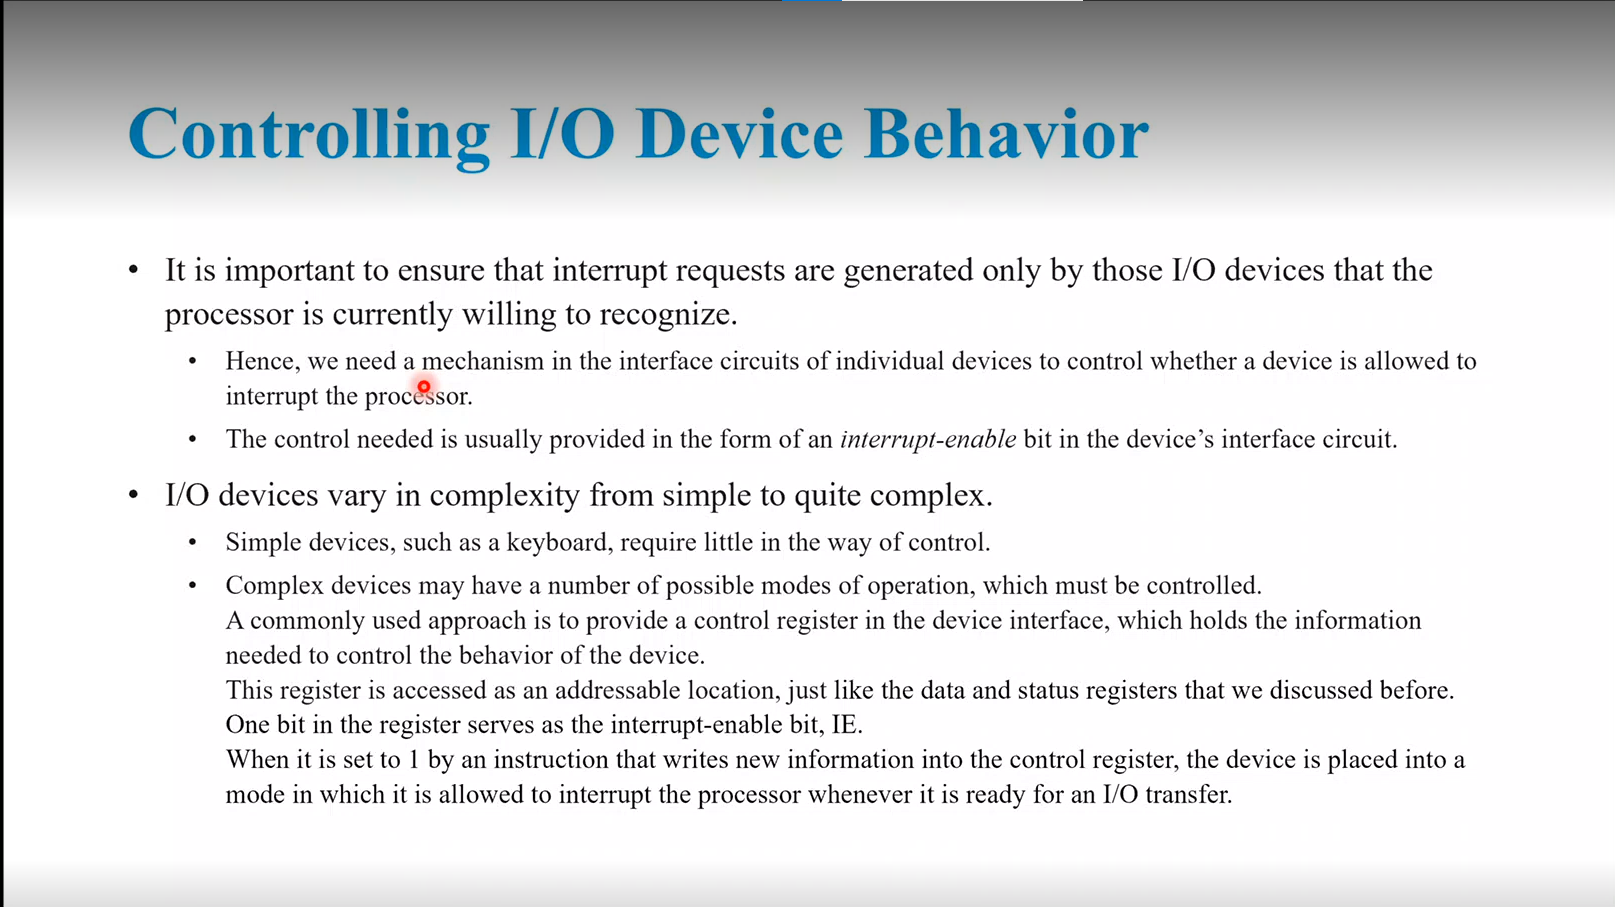 Controlling I/O Device Behavior
• It is important to ensure that interrupt requests are generated only by those I/O devices that the
processor is currently willing to recognize.
• Hence, we need a mechanism in the interface circuits of individual devices to control whether a device is allowed to
interrupt the processor.
• The control needed is usually provided in the form of an interrupt-enable bit in the device’s interface circuit.
• I/O devices vary in complexity from simple to quite complex.
• Simple devices, such as a keyboard, require little in the way of control.
• Complex devices may have a number of possible modes of operation, which must be controlled.
A commonly used approach is to provide a control register in the device interface, which holds the information
needed to control the behavior of the device.
This register is accessed as an addressable location, just like the data and status registers that we discussed before.
One bit in the register serves as the interrupt-enable bit, IE.
When it is set to 1 by an instruction that writes new information into the control register, the device is placed into a
mode in which it is allowed to interrupt the processor whenever it is ready for an I/O transfer.